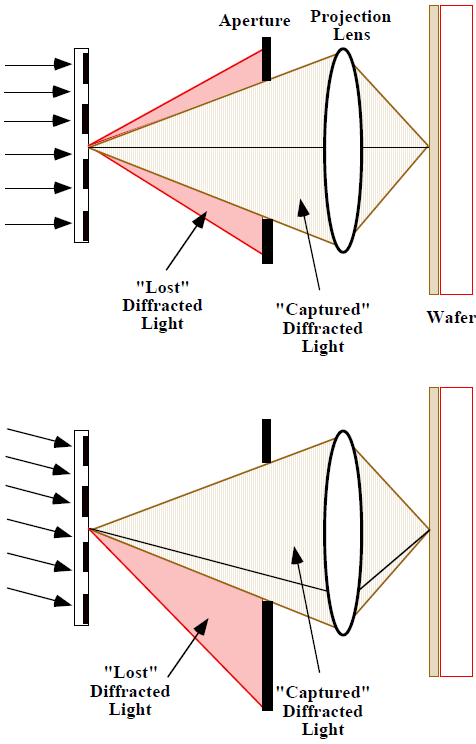 Aperture
Projection
Lens
"Lost"
Diffracted
Light
"Captured"
Diffracted
Light
Wafer
"Lost"
Diffracted
Light
"Captured"
Diffracted
Light